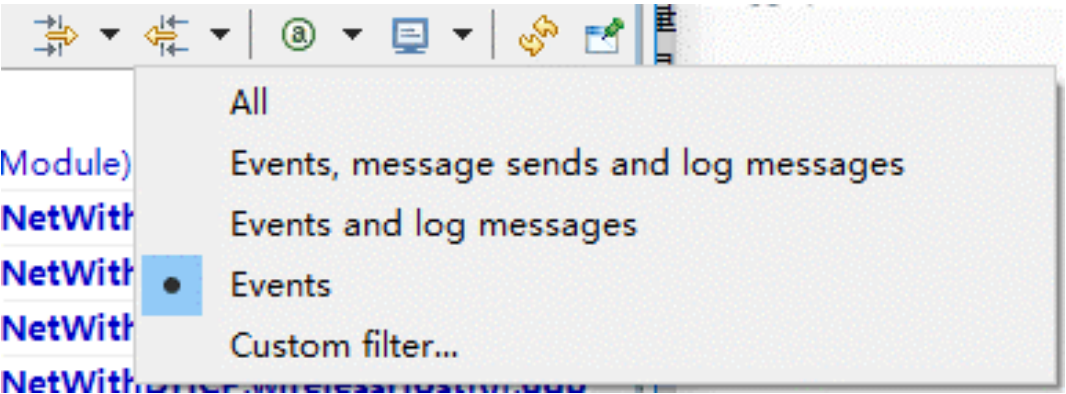 All
Module)
Events, message sends and log messages
NetWith
Events and log messages
NetWith
Events
NetWith
Custom filter...